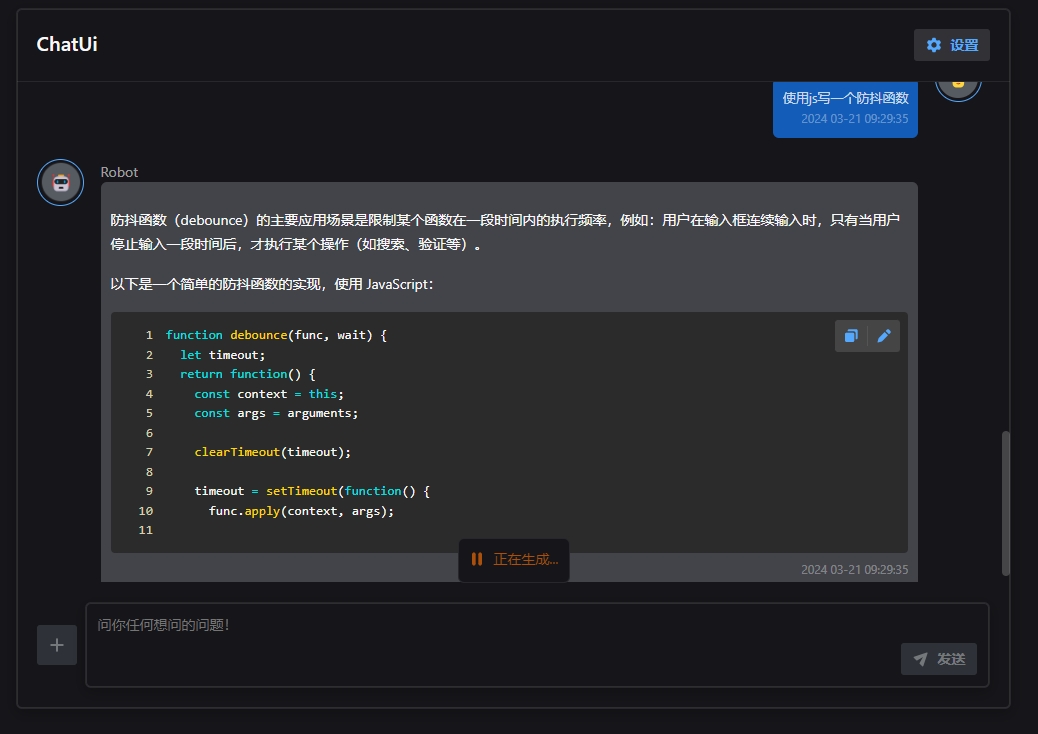 ChatUi
设置
使用js写一个防抖函数
2024 03-21 09:29:35
Robot
防抖函数（debounce）的主要应用场景是限制某个函数在一段时间内的执行频率，例如：用户在输入框连续输入时，只有当用户
停止输入一段时间后，才执行某个操作（如搜索、验证等）。
以下是一个简单的防抖函数的实现，使用 JavaScript：
1 function debounce(func, wait) {
2 let timeout;
3 return function() {
4 const context = this;
5 const args = arguments;
6
7 clearTimeout(timeout);
8
9 timeout = setTimeout(function() {
10 func.apply(context, args);
11
正在生成...
2024 03-21 09:29:35
问你任何想问的问题！
发送